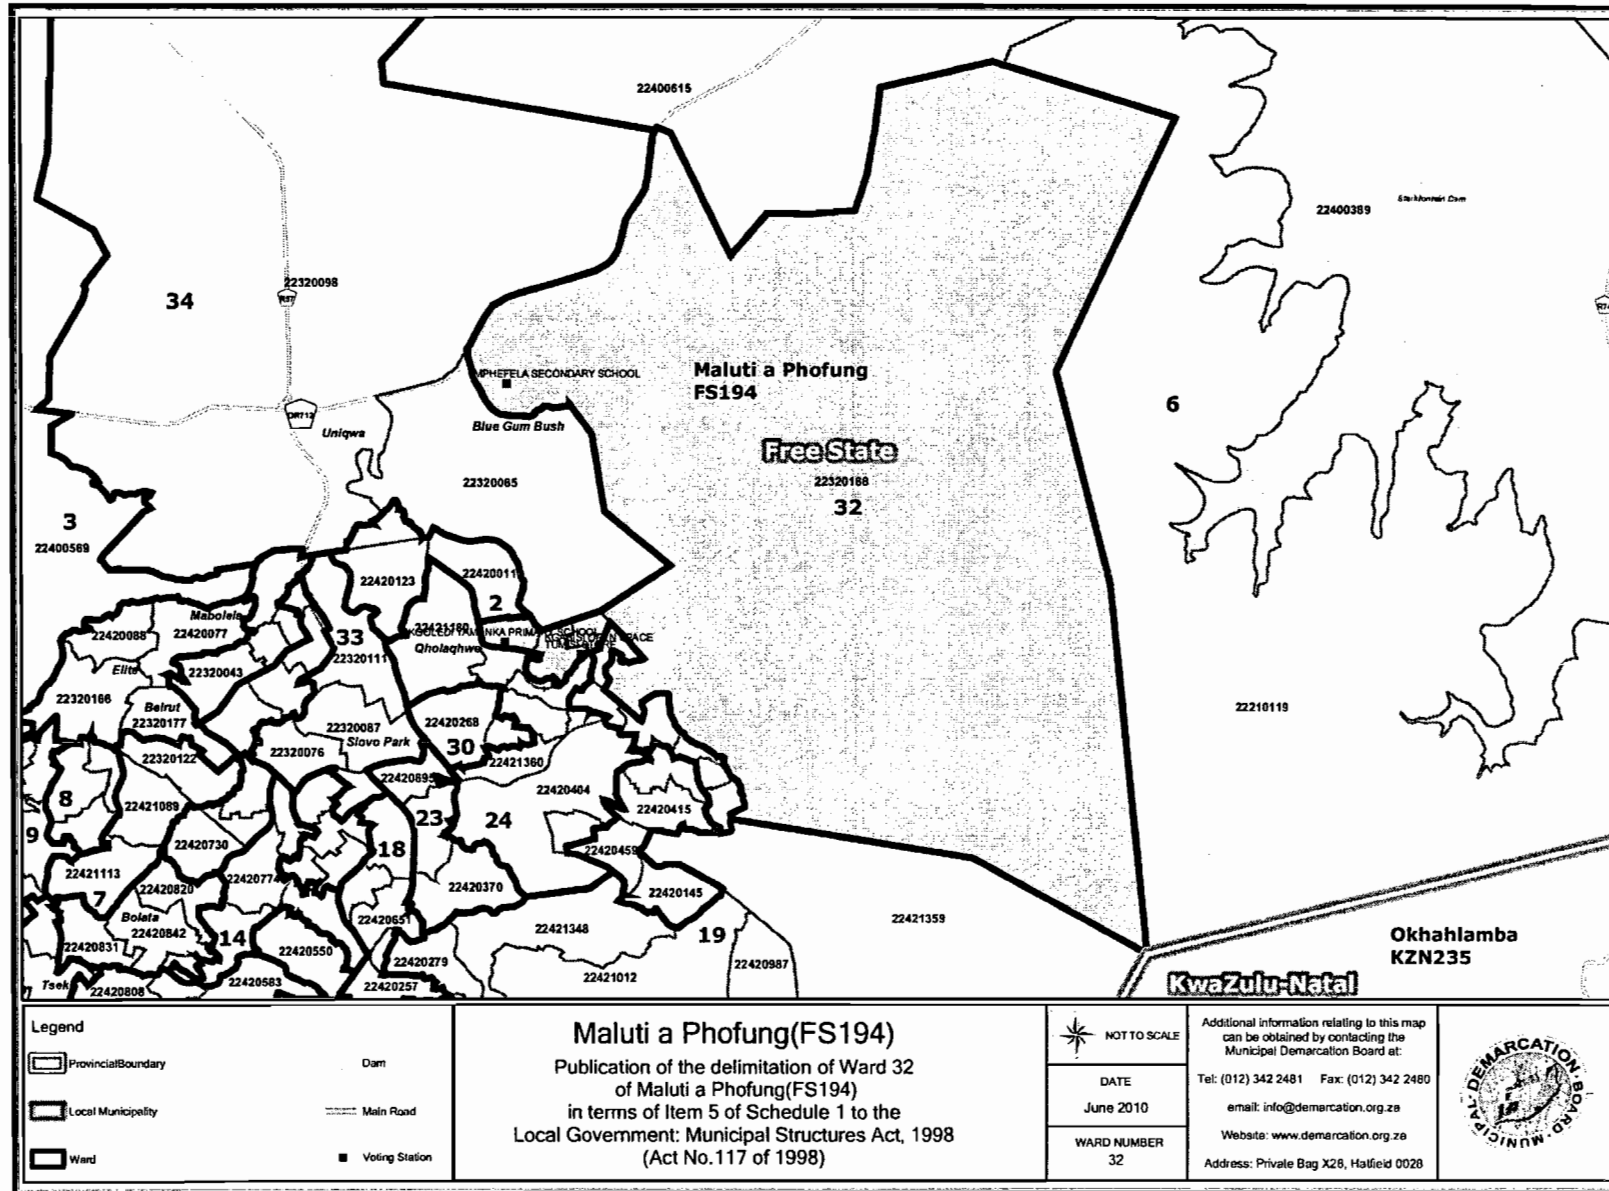 22400615
22400389
Sterkfontein Dam
34
22320098
R57
Maluti a Phofung
FS194
MPHEFELA SECONDARY SCHOOL
6
DR712
Uniqwa
Blue Gum Bush
Free State
22320188
32
22320065
3
22400569
22420123
22420011
2
Mabolela
22420088
22420077
33
22421180
Qholaqhwe
22320111
Elite
22320043
22320166
Beirut
22320177
22320087
Slovo Park
22420268
30
22210119
22320122
22320076
22421360
22420895
22420404
8
22421089
22420415
23
24
9
22420730
18
22420459
22421113
7
22420820
22420774
22420370
22420145
Bolata
22420842
22420651
22421359
22421348
19
22420831
14
22420550
22420279
22421012
22420987
Okhahlamba
KZN235
22420808
22420583
22420257
KwaZulu-Natal
Legend
ProvincialBoundary
Dam
Local Municipality
Main Road
Ward
Voting Station
Maluti a Phofung(FS194)
Publication of the delimitation of Ward 32
of Maluti a Phofung(FS194)
in terms of Item 5 of Schedule 1 to the
Local Government: Municipal Structures Act, 1998
(Act No.117 of 1998)
NOT TO SCALE
DATE
June 2010
WARD NUMBER
32
Additional information relating to this map
can be obtained by contacting the
Municipal Demarcation Board at:
Tel: (012) 342 2481 Fax: (012) 342 2480
email: info@demarcation.org.za
Website: www.demarcation.org.za
Address: Private Bag X28, Hatfield 0028
MUNICIPAL DEMARCATION BOARD